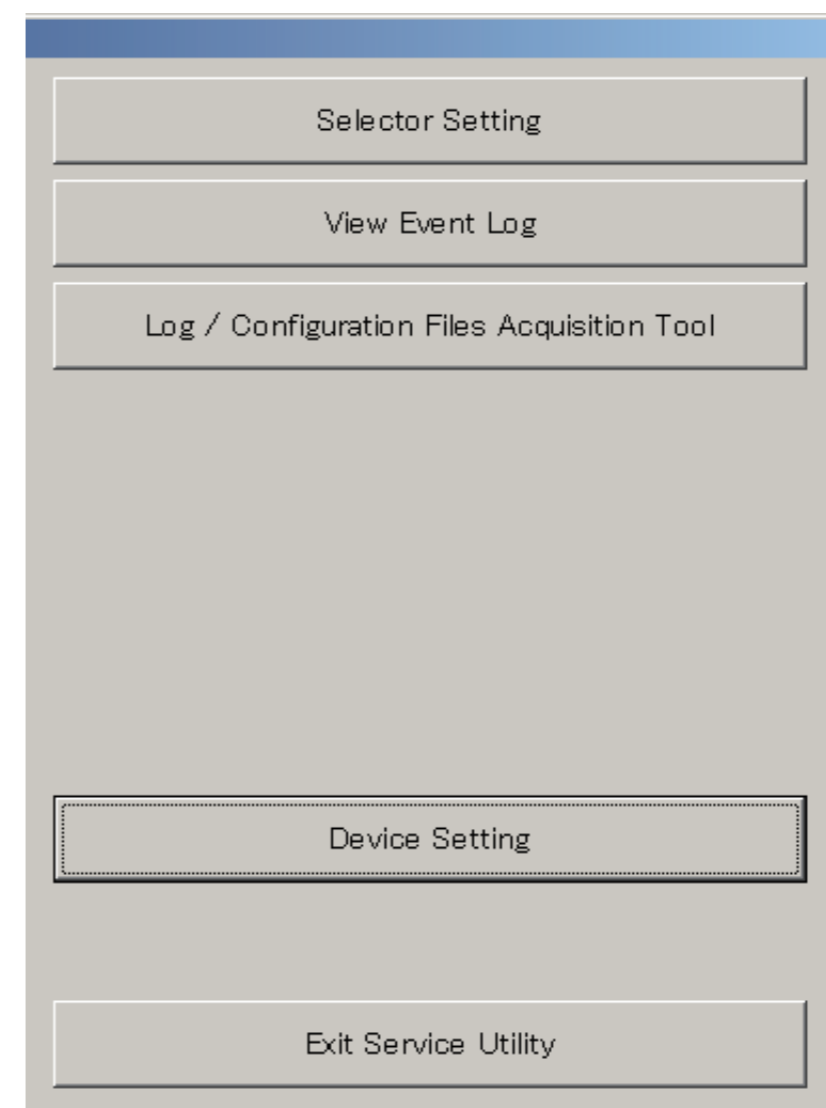 Selector Setting
View Event Log
Log / Configuration Files Acquisition Tool
Device Setting
Exit Service Utility